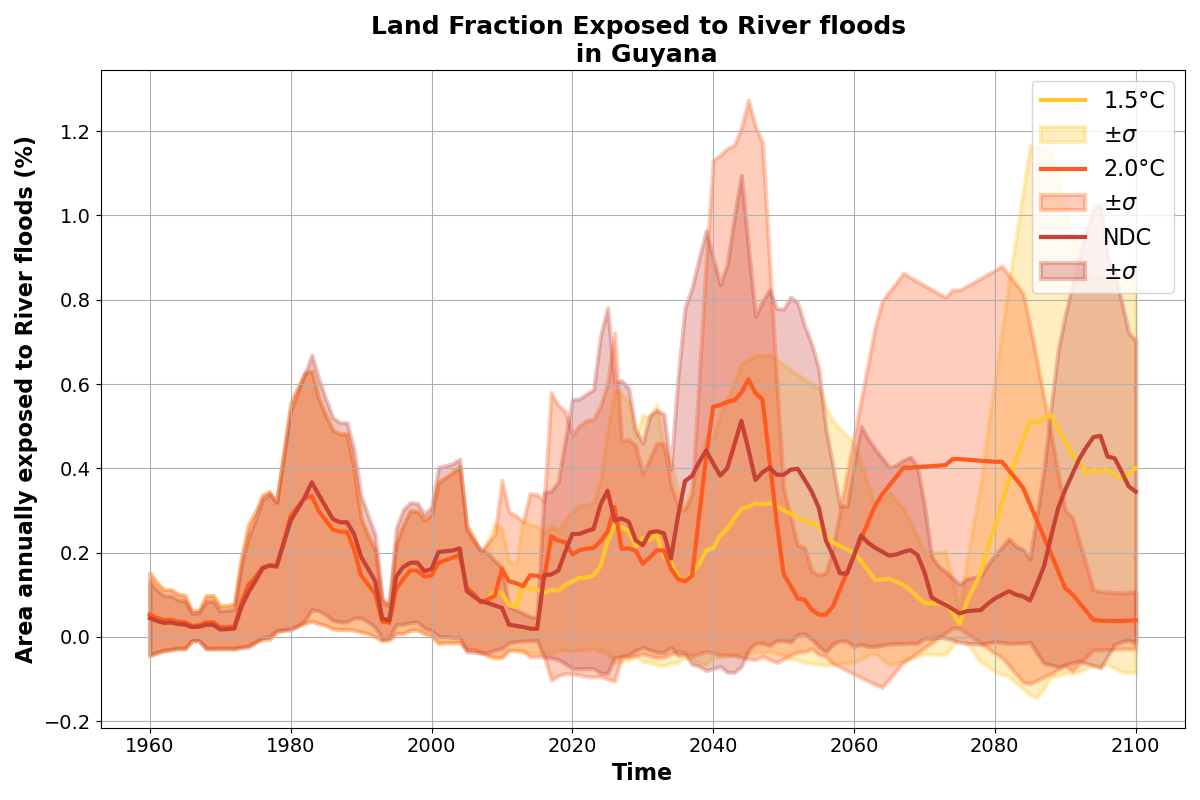 Land Fraction Exposed to River floods
in Guyana
Area annually exposed to River floods (%)
1.2
1.0
0.8
0.6
0.4
0.2
0.0
−0.2
1960
1980
2000
2020
2040
2060
2080
2100
Time
1.5°C
±σ
2.0°C
±σ
NDC
±σ